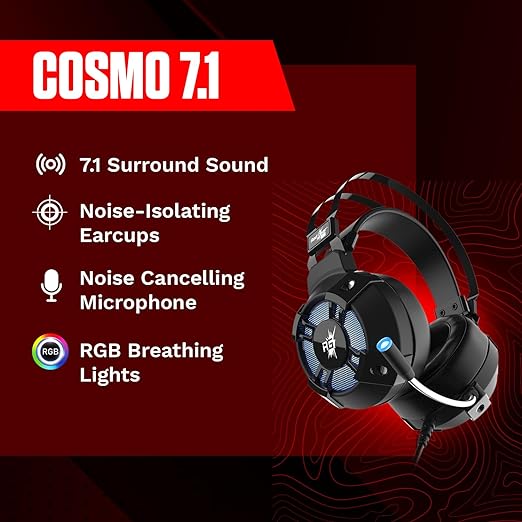 COSMO 7.1
7.1 Surround Sound
Noise-Isolating
Earcups
Noise Cancelling
Microphone
RGB
RGB Breathing
Lights